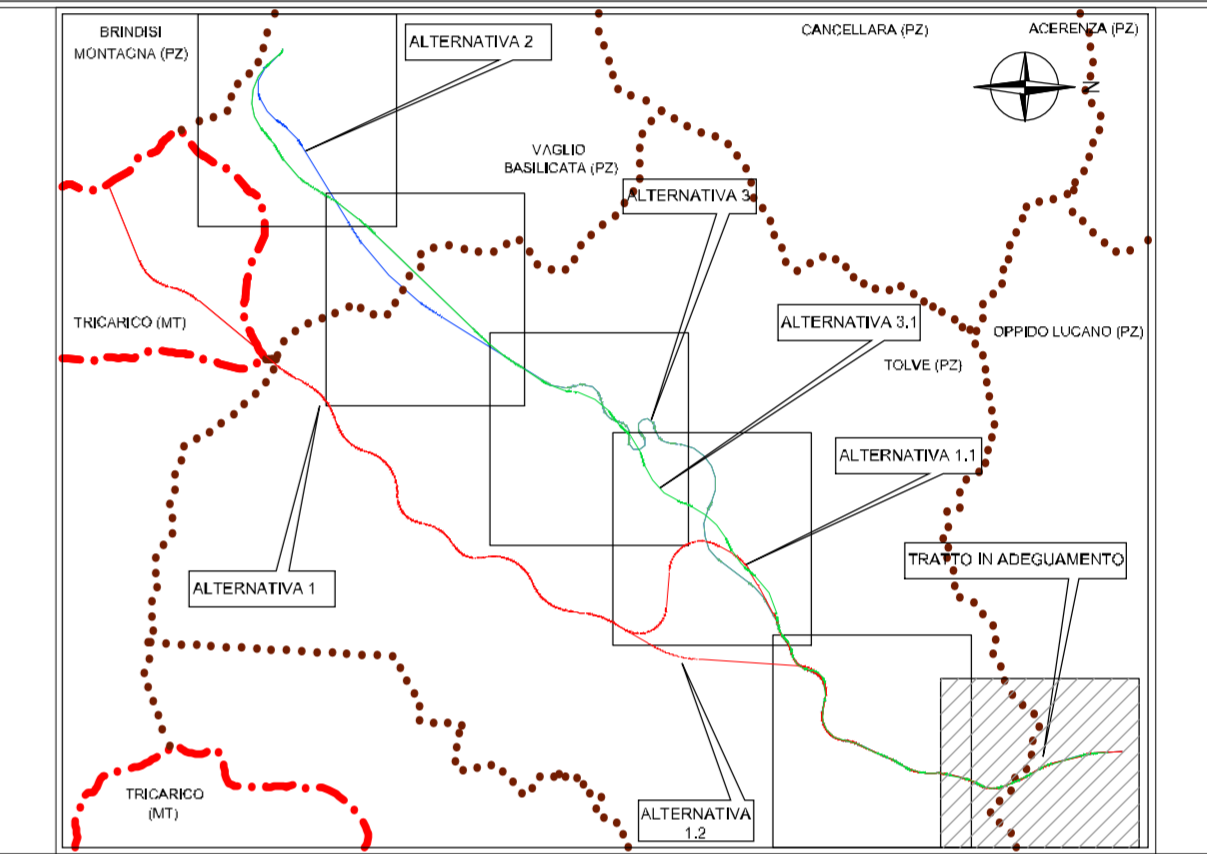 BRINDISI
MONTAGNA (PZ)
ALTERNATIVA 2
CANCELLARA (PZ)
ACERENZA (PZ)
N
VAGLIO
BASILICATA (PZ)
ALTERNATIVA 3
TRICARICO (MT)
ALTERNATIVA 3.1
OPPIDO LUCANO (PZ)
TOLVE (PZ)
ALTERNATIVA 1.1
TRATTO IN ADEGUAMENTO
ALTERNATIVA 1
TRICARICO
(MT)
ALTERNATIVA
1.2